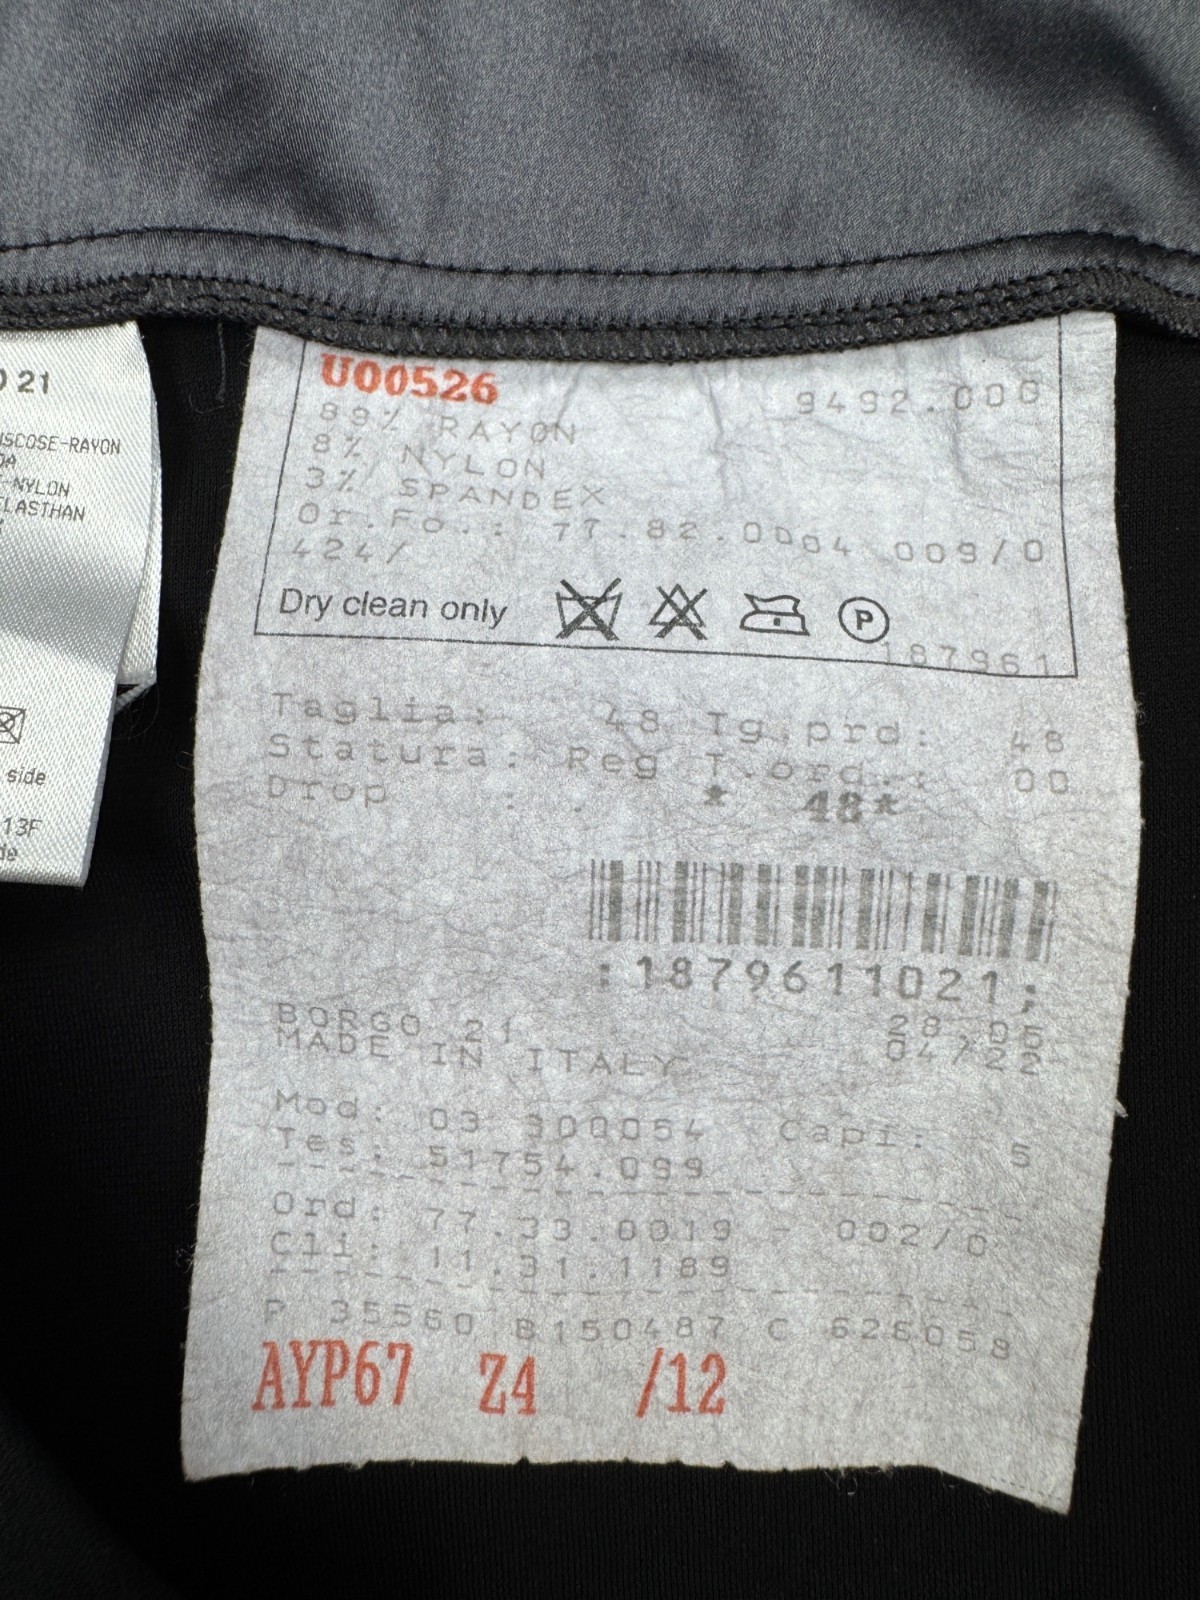 O 21
ISCOSE-RAYON
DA
NYLON
LASTHAN
side
13F
de
U00526
9492.000
89% RAYON
8% NYLON
3% SPANDEX
Or.Fo.: 77.82.0004 009/0
424/
Dry clean only
P
187961
Taglia: 48 Tg.prd: 48
Statura: Reg T.ord.: 00
Drop : . * 48*
:1879611021;
BORGO 21 28 05
MADE IN ITALY 04/22
Mod: 03 300054 Capi: 5
Tes: 51754.099
Ord: 77.33.0019 - 002/0
Cli: 11.31.1189
P 35560 B150487 C 626058
AYP67 Z4 /12